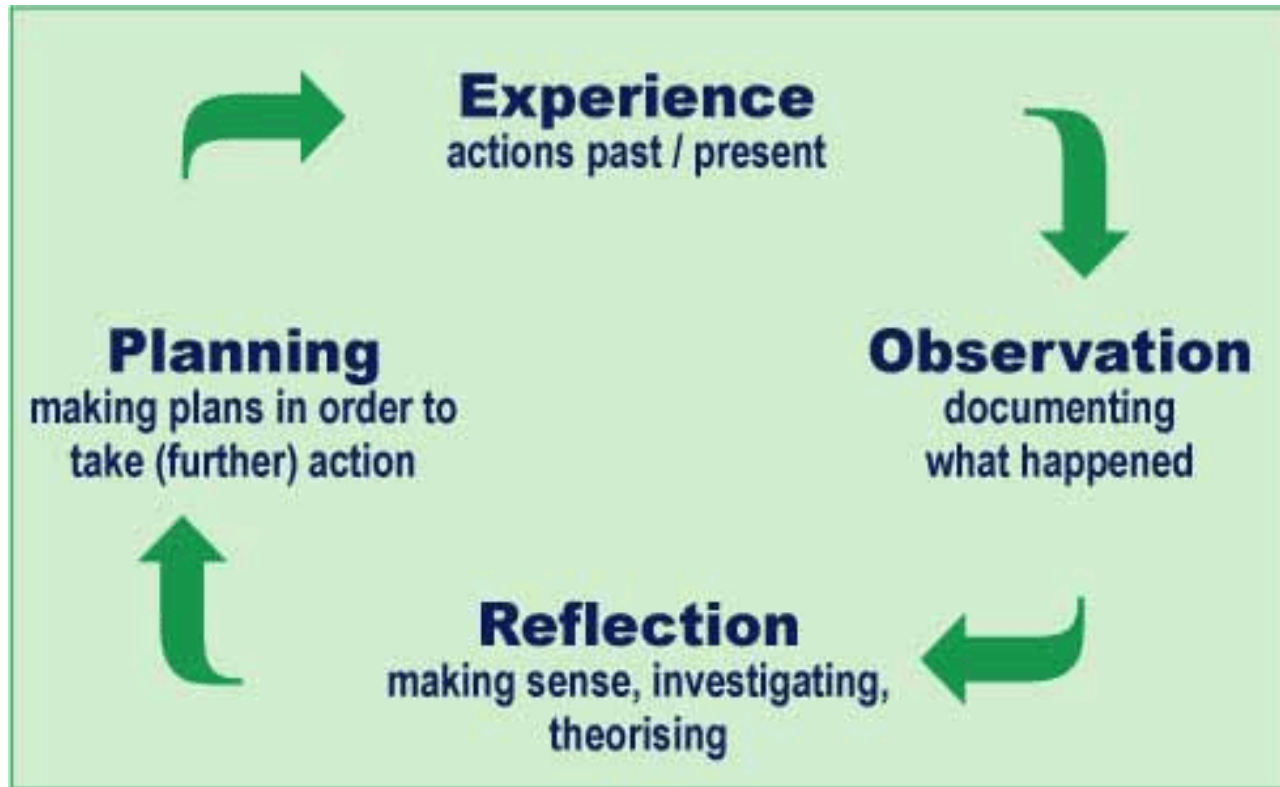 Experience
actions past / present
Observation
documenting
what happened
Reflection
making sense, investigating,
theorising
Planning
making plans in order to
take (further) action